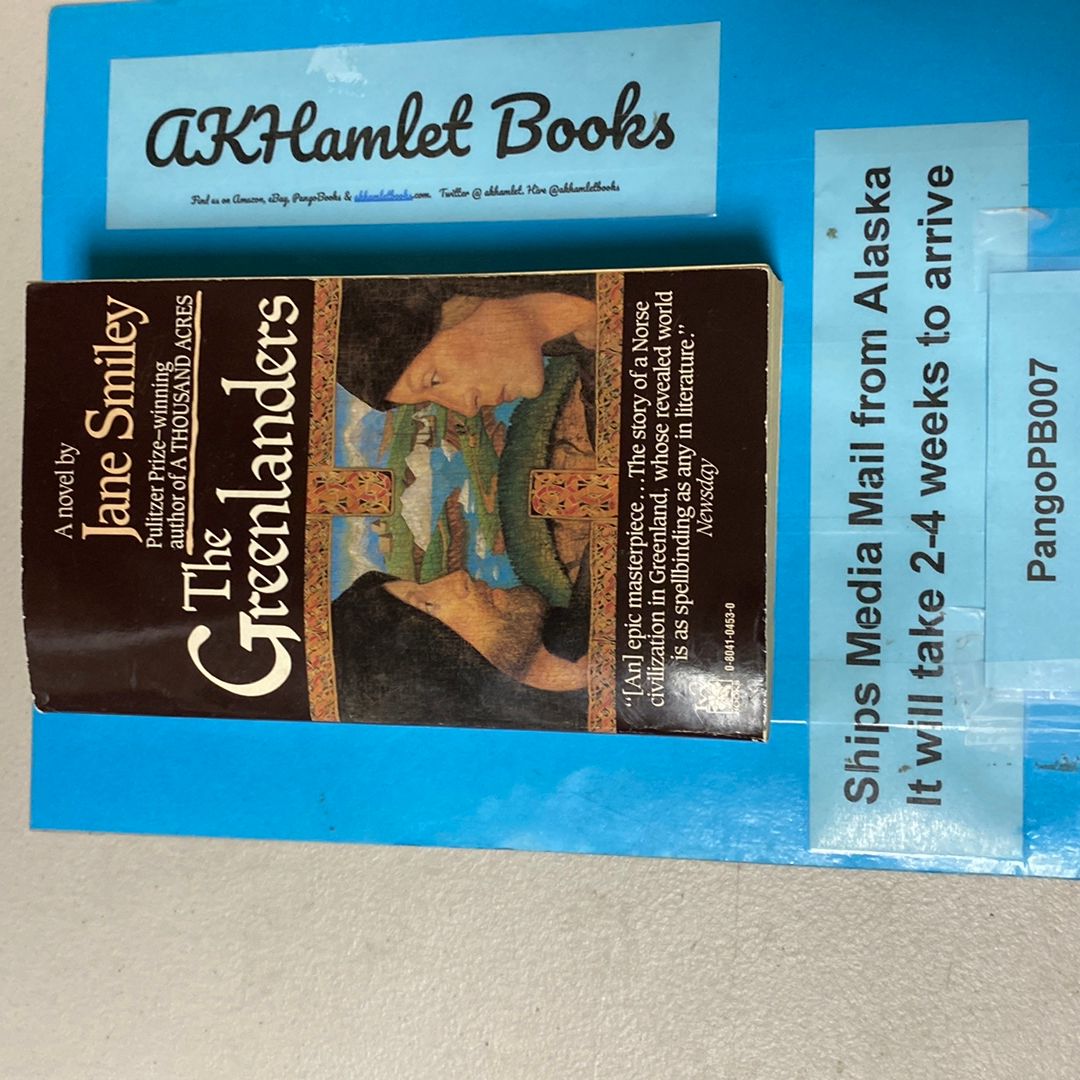 AKHamlet Books
Find us on Amazon, eBay, PangoBooks & akhamletbooks.com. Twitter @ akhamlet. Hive @akhamletbooks
A novel by
Jane Smiley
Pulitzer Prize–winning
author of A THOUSAND ACRES
The
Greenlanders
“[An] epic masterpiece...The story of a Norse
civilization in Greenland, whose revealed world
is as spellbinding as any in literature.”
Newsday
0-8041-0453-0
Ships Media Mail from Alaska
It will take 2-4 weeks to arrive
PangoPB007